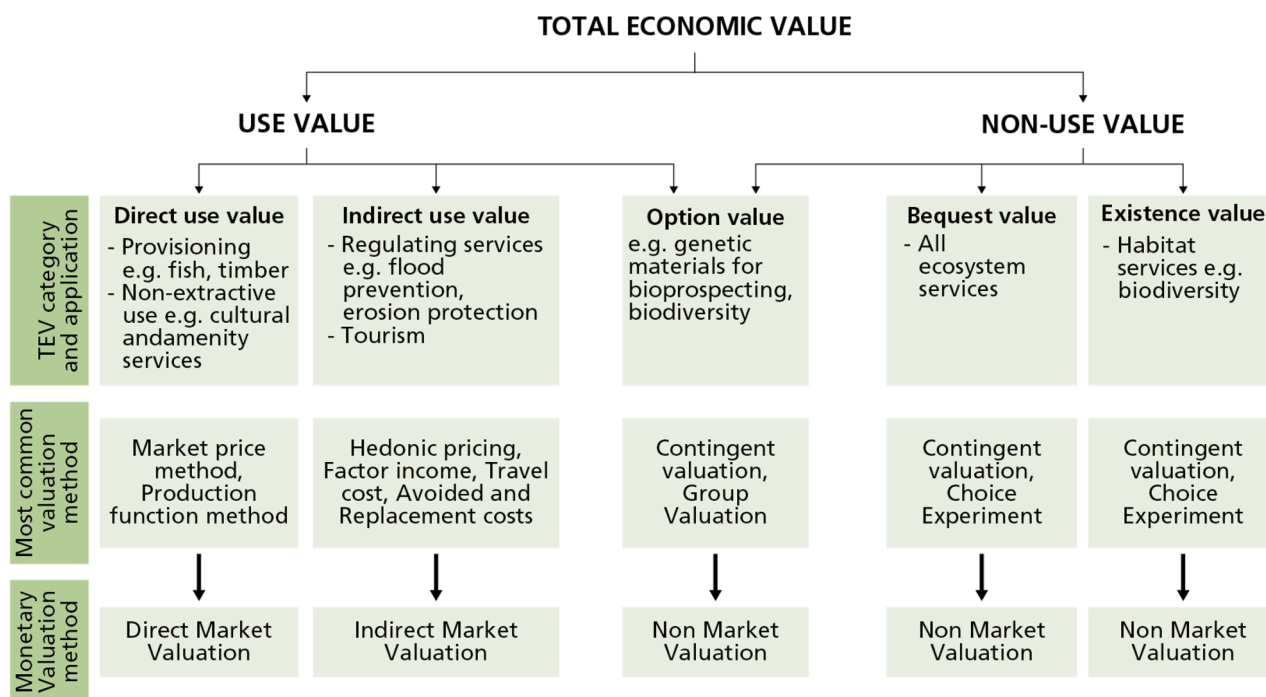 TOTAL ECONOMIC VALUE
USE VALUE
NON-USE VALUE
TEV category
and application
Direct use value
- Provisioning
e.g. fish, timber
- Non-extractive
use e.g. cultural
andamenity
services
Indirect use value
- Regulating services
e.g. flood
prevention,
erosion protection
- Tourism
Option value
e.g. genetic
materials for
bioprospecting,
biodiversity
Bequest value
- All
ecosystem
services
Existence value
- Habitat
services e.g.
biodiversity
Most common
valuation
method
Market price
method,
Production
function method
Hedonic pricing,
Factor income, Travel
cost, Avoided and
Replacement costs
Contingent
valuation,
Group
Valuation
Contingent
valuation,
Choice
Experiment
Contingent
valuation,
Choice
Experiment
Monetary
Valuation
method
Direct Market
Valuation
Indirect Market
Valuation
Non Market
Valuation
Non Market
Valuation
Non Market
Valuation